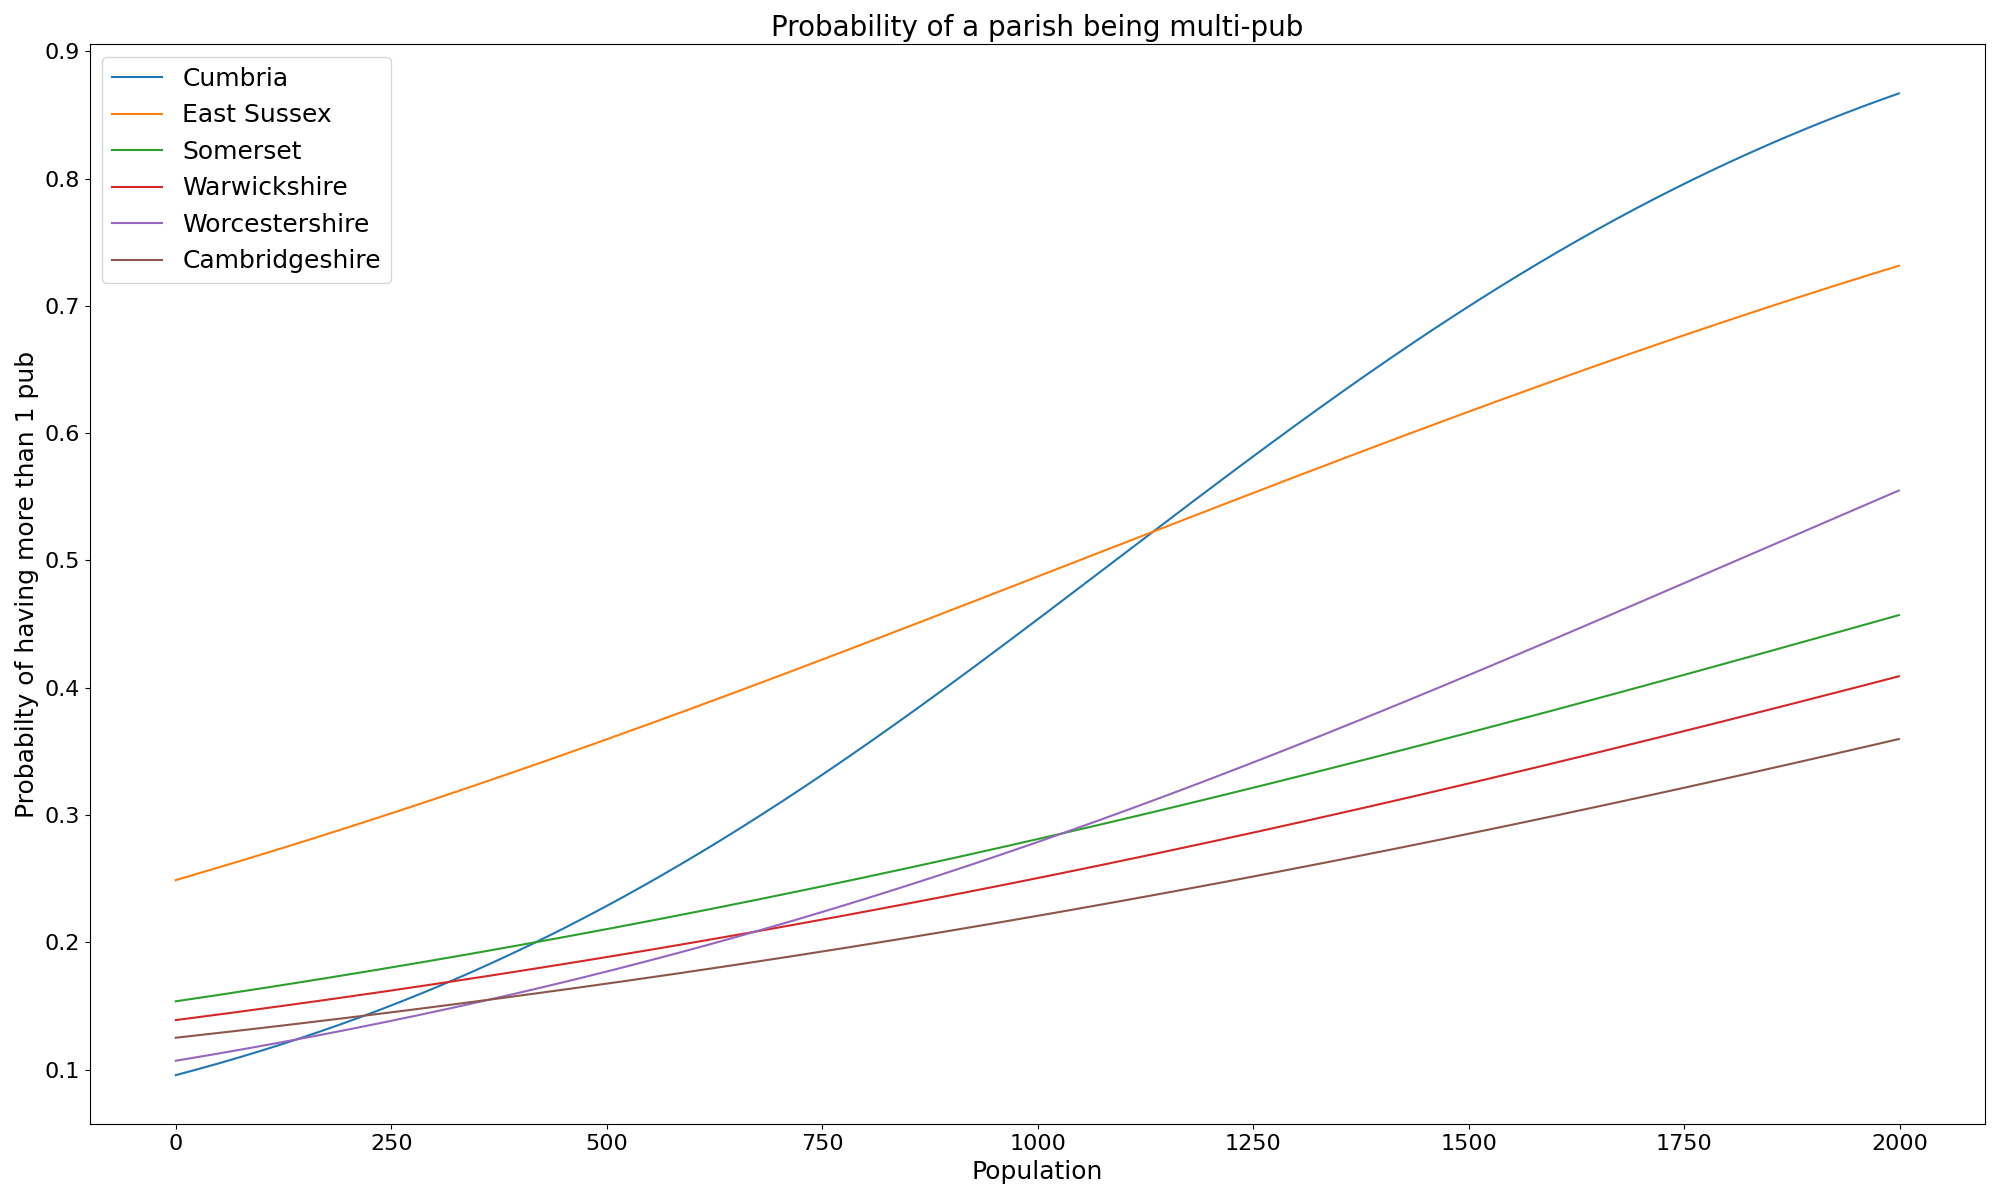 Probability of a parish being multi-pub
0.9
0.8
0.7
0.6
0.5
0.4
0.3
0.2
0.1
Probabilty of having more than 1 pub
Cumbria
East Sussex
Somerset
Warwickshire
Worcestershire
Cambridgeshire
0 250 500 750 1000 1250 1500 1750 2000
Population